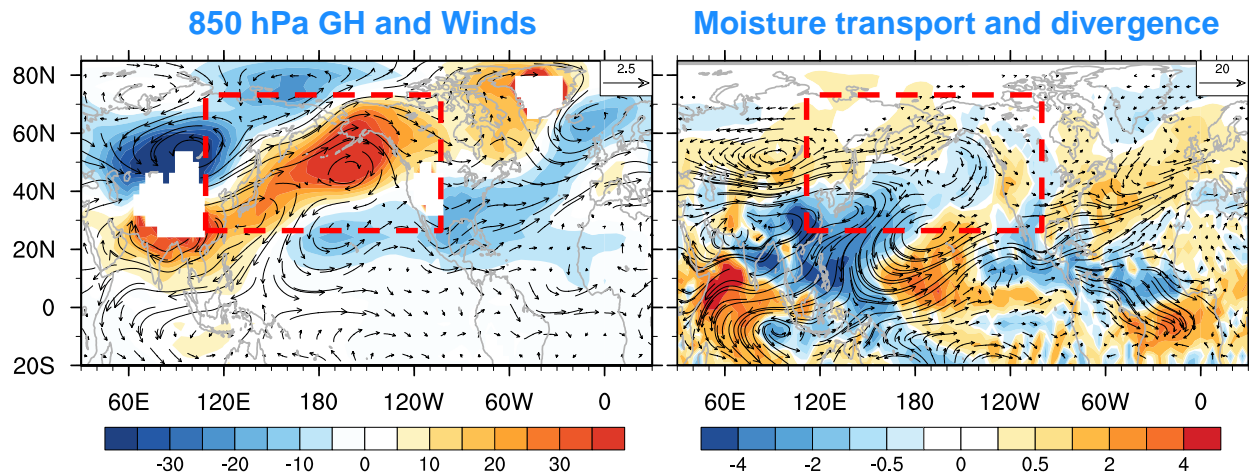 850 hPa GH and Winds
Moisture transport and divergence
2.5
20
80N
60N
40N
20N
0
20S
60E 120E 180 120W 60W 0
60E 120E 180 120W 60W 0
-30 -20 -10 0 10 20 30
-4 -2 -0.5 0 0.5 2 4